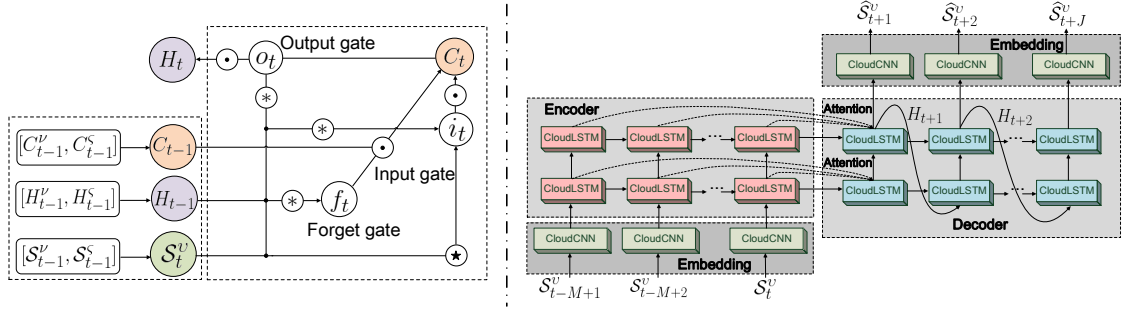 H_t
o_t
Output gate
C_t
i_t
[C^ν_{t-1}, C^ς_{t-1}]
C_{t-1}
Input gate
[H^ν_{t-1}, H^ς_{t-1}]
H_{t-1}
f_t
Forget gate
[S^ν_{t-1}, S^ς_{t-1}]
S^υ_t
Ŝ^υ_{t+1} Ŝ^υ_{t+2} Ŝ^υ_{t+J}
Embedding
CloudCNN CloudCNN CloudCNN
Encoder
Attention
H_{t+1} H_{t+2}
CloudLSTM CloudLSTM ... CloudLSTM CloudLSTM CloudLSTM ... CloudLSTM
Attention
CloudLSTM CloudLSTM ... CloudLSTM CloudLSTM CloudLSTM ... CloudLSTM
Decoder
CloudCNN CloudCNN CloudCNN
Embedding
S^υ_{t-M+1} S^υ_{t-M+2} S^υ_t